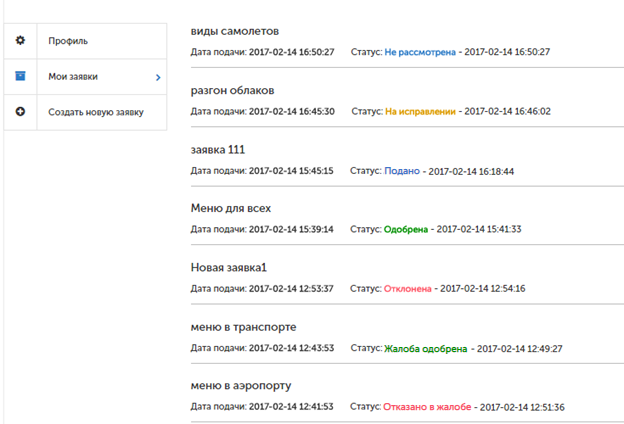 Профиль
Мои заявки
Создать новую заявку
виды самолетов
Дата подачи: 2017-02-14 16:50:27 Статус: Не рассмотрена - 2017-02-14 16:50:27
разгон облаков
Дата подачи: 2017-02-14 16:45:30 Статус: На исправлении - 2017-02-14 16:46:02
заявка 111
Дата подачи: 2017-02-14 15:45:15 Статус: Подано - 2017-02-14 16:18:44
Меню для всех
Дата подачи: 2017-02-14 15:39:14 Статус: Одобрена - 2017-02-14 15:41:33
Новая заявка1
Дата подачи: 2017-02-14 12:53:37 Статус: Отклонена - 2017-02-14 12:54:16
меню в транспорте
Дата подачи: 2017-02-14 12:43:53 Статус: Жалоба одобрена - 2017-02-14 12:49:27
меню в аэропорту
Дата подачи: 2017-02-14 12:41:53 Статус: Отказано в жалобе - 2017-02-14 12:51:36